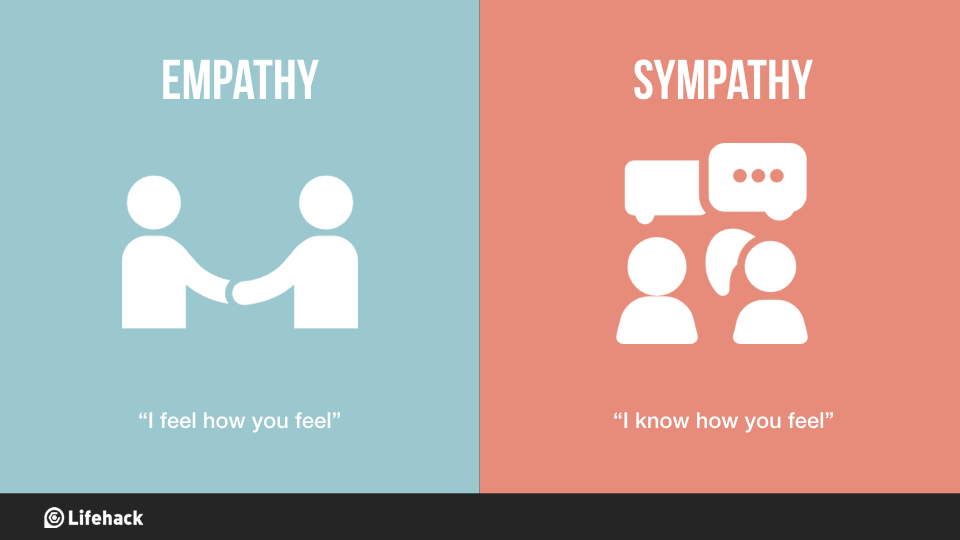 EMPATHY
SYMPATHY
“I feel how you feel”
“I know how you feel”
Lifehack